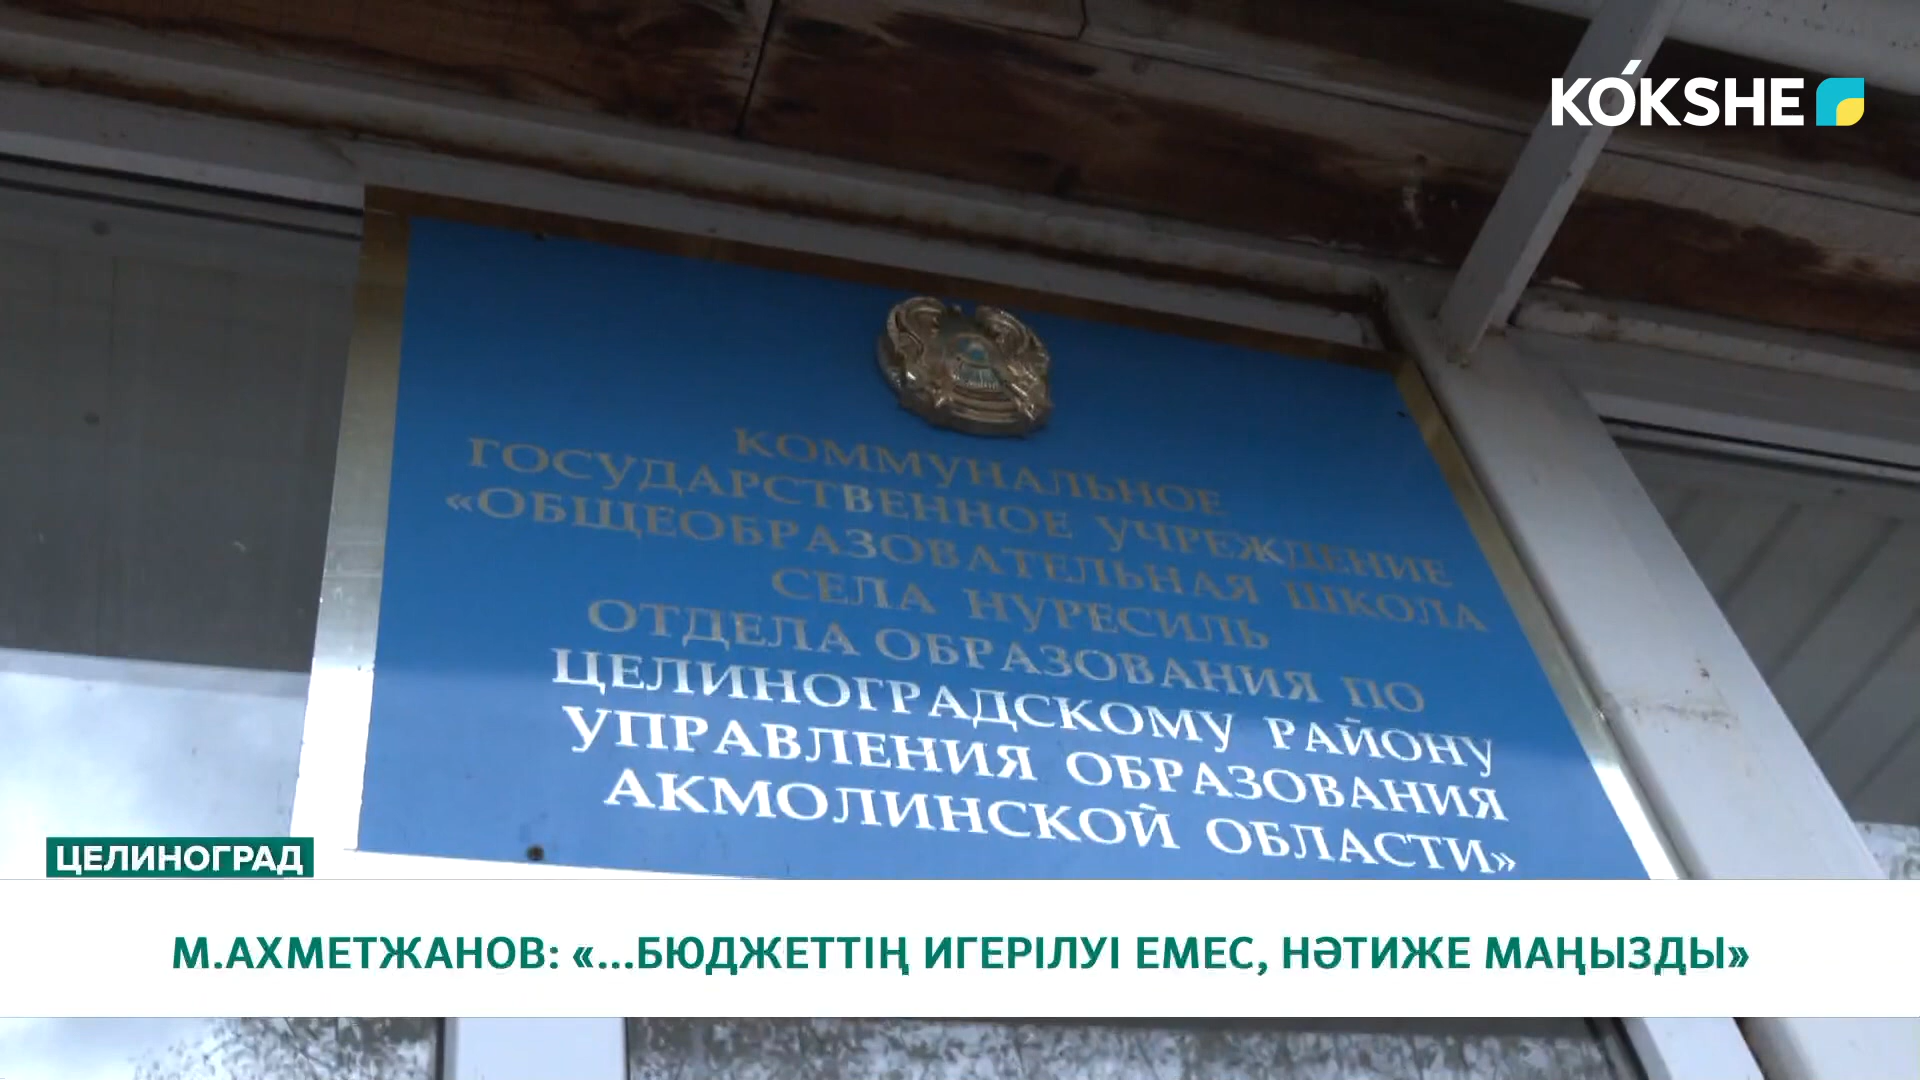 KÓKSHE
КОММУНАЛЬНОЕ
ГОСУДАРСТВЕННОЕ УЧРЕЖДЕНИЕ
«ОБЩЕОБРАЗОВАТЕЛЬНАЯ ШКОЛА
СЕЛА НУРЕСИЛЬ
ОТДЕЛА ОБРАЗОВАНИЯ ПО
ЦЕЛИНОГРАДСКОМУ РАЙОНУ
УПРАВЛЕНИЯ ОБРАЗОВАНИЯ
АКМОЛИНСКОЙ ОБЛАСТИ»
ЦЕЛИНОГРАД
М.АХМЕТЖАНОВ: «...БЮДЖЕТТІҢ ИГЕРІЛУІ ЕМЕС, НӘТИЖЕ МАҢЫЗДЫ»